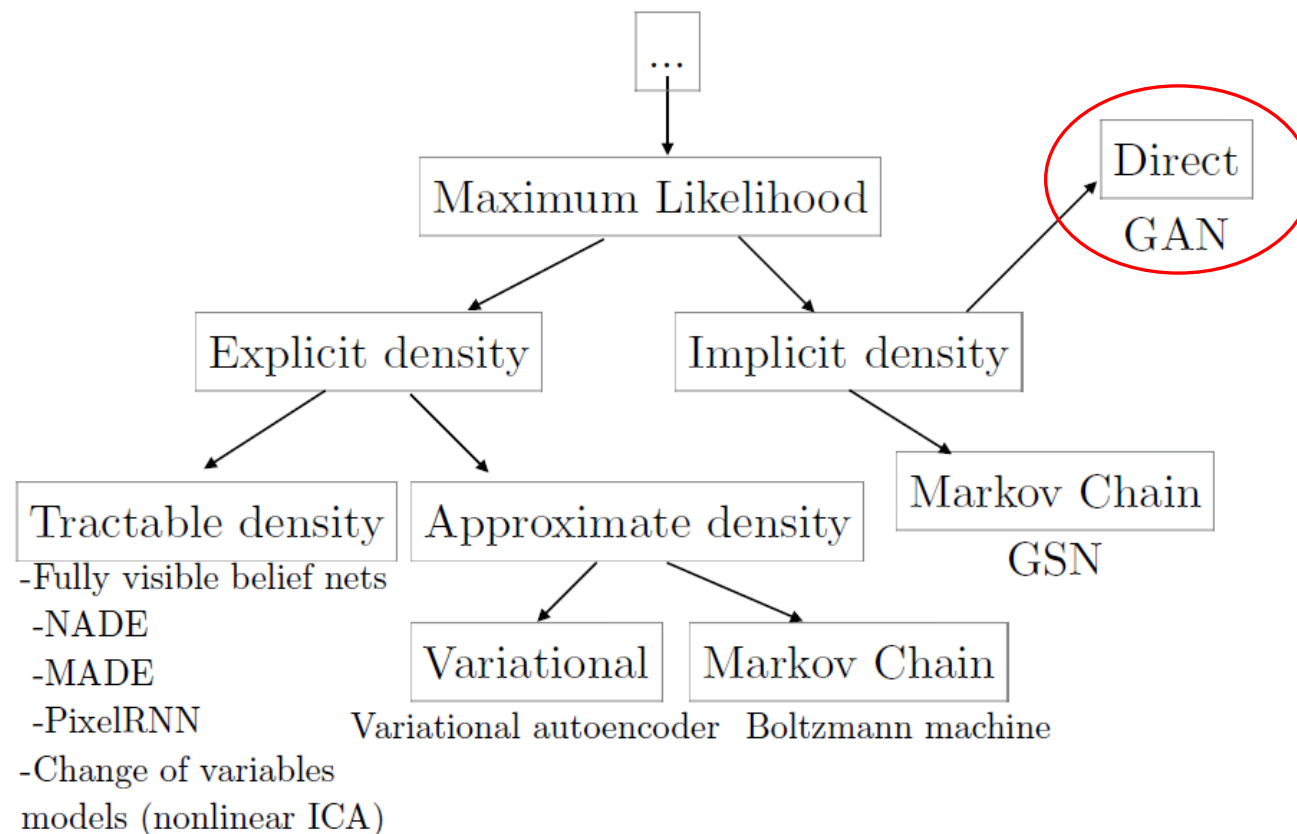 ...
Maximum Likelihood
Direct
GAN
Explicit density
Implicit density
Tractable density
-Fully visible belief nets
-NADE
-MADE
-PixelRNN
-Change of variables
models (nonlinear ICA)
Approximate density
Variational
Variational autoencoder
Markov Chain
Boltzmann machine
Markov Chain
GSN